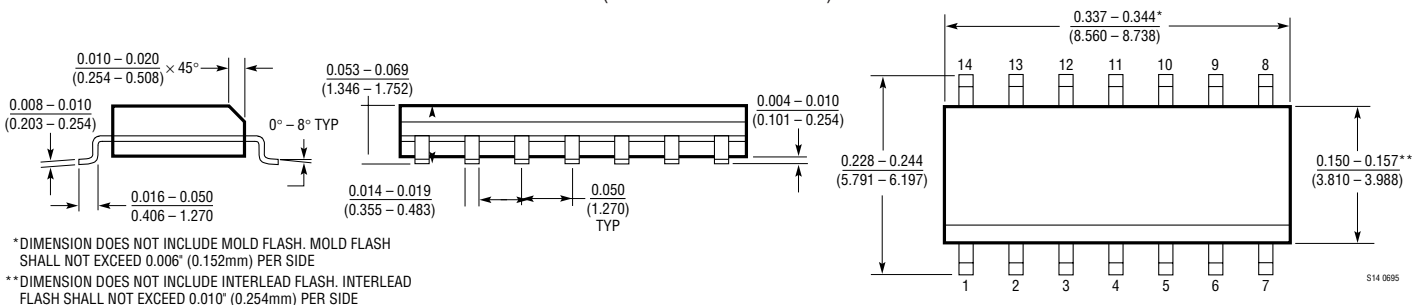 0.010 – 0.020
(0.254 – 0.508)
× 45°
0.008 – 0.010
(0.203 – 0.254)
0° – 8° TYP
0.016 – 0.050
0.406 – 1.270
0.053 – 0.069
(1.346 – 1.752)
0.004 – 0.010
(0.101 – 0.254)
0.014 – 0.019
(0.355 – 0.483)
0.050
(1.270)
TYP
0.337 – 0.344*
(8.560 – 8.738)
14 13 12 11 10 9 8
0.228 – 0.244
(5.791 – 6.197)
0.150 – 0.157**
(3.810 – 3.988)
1 2 3 4 5 6 7
*DIMENSION DOES NOT INCLUDE MOLD FLASH. MOLD FLASH
SHALL NOT EXCEED 0.006" (0.152mm) PER SIDE
**DIMENSION DOES NOT INCLUDE INTERLEAD FLASH. INTERLEAD
FLASH SHALL NOT EXCEED 0.010" (0.254mm) PER SIDE
S14 0695